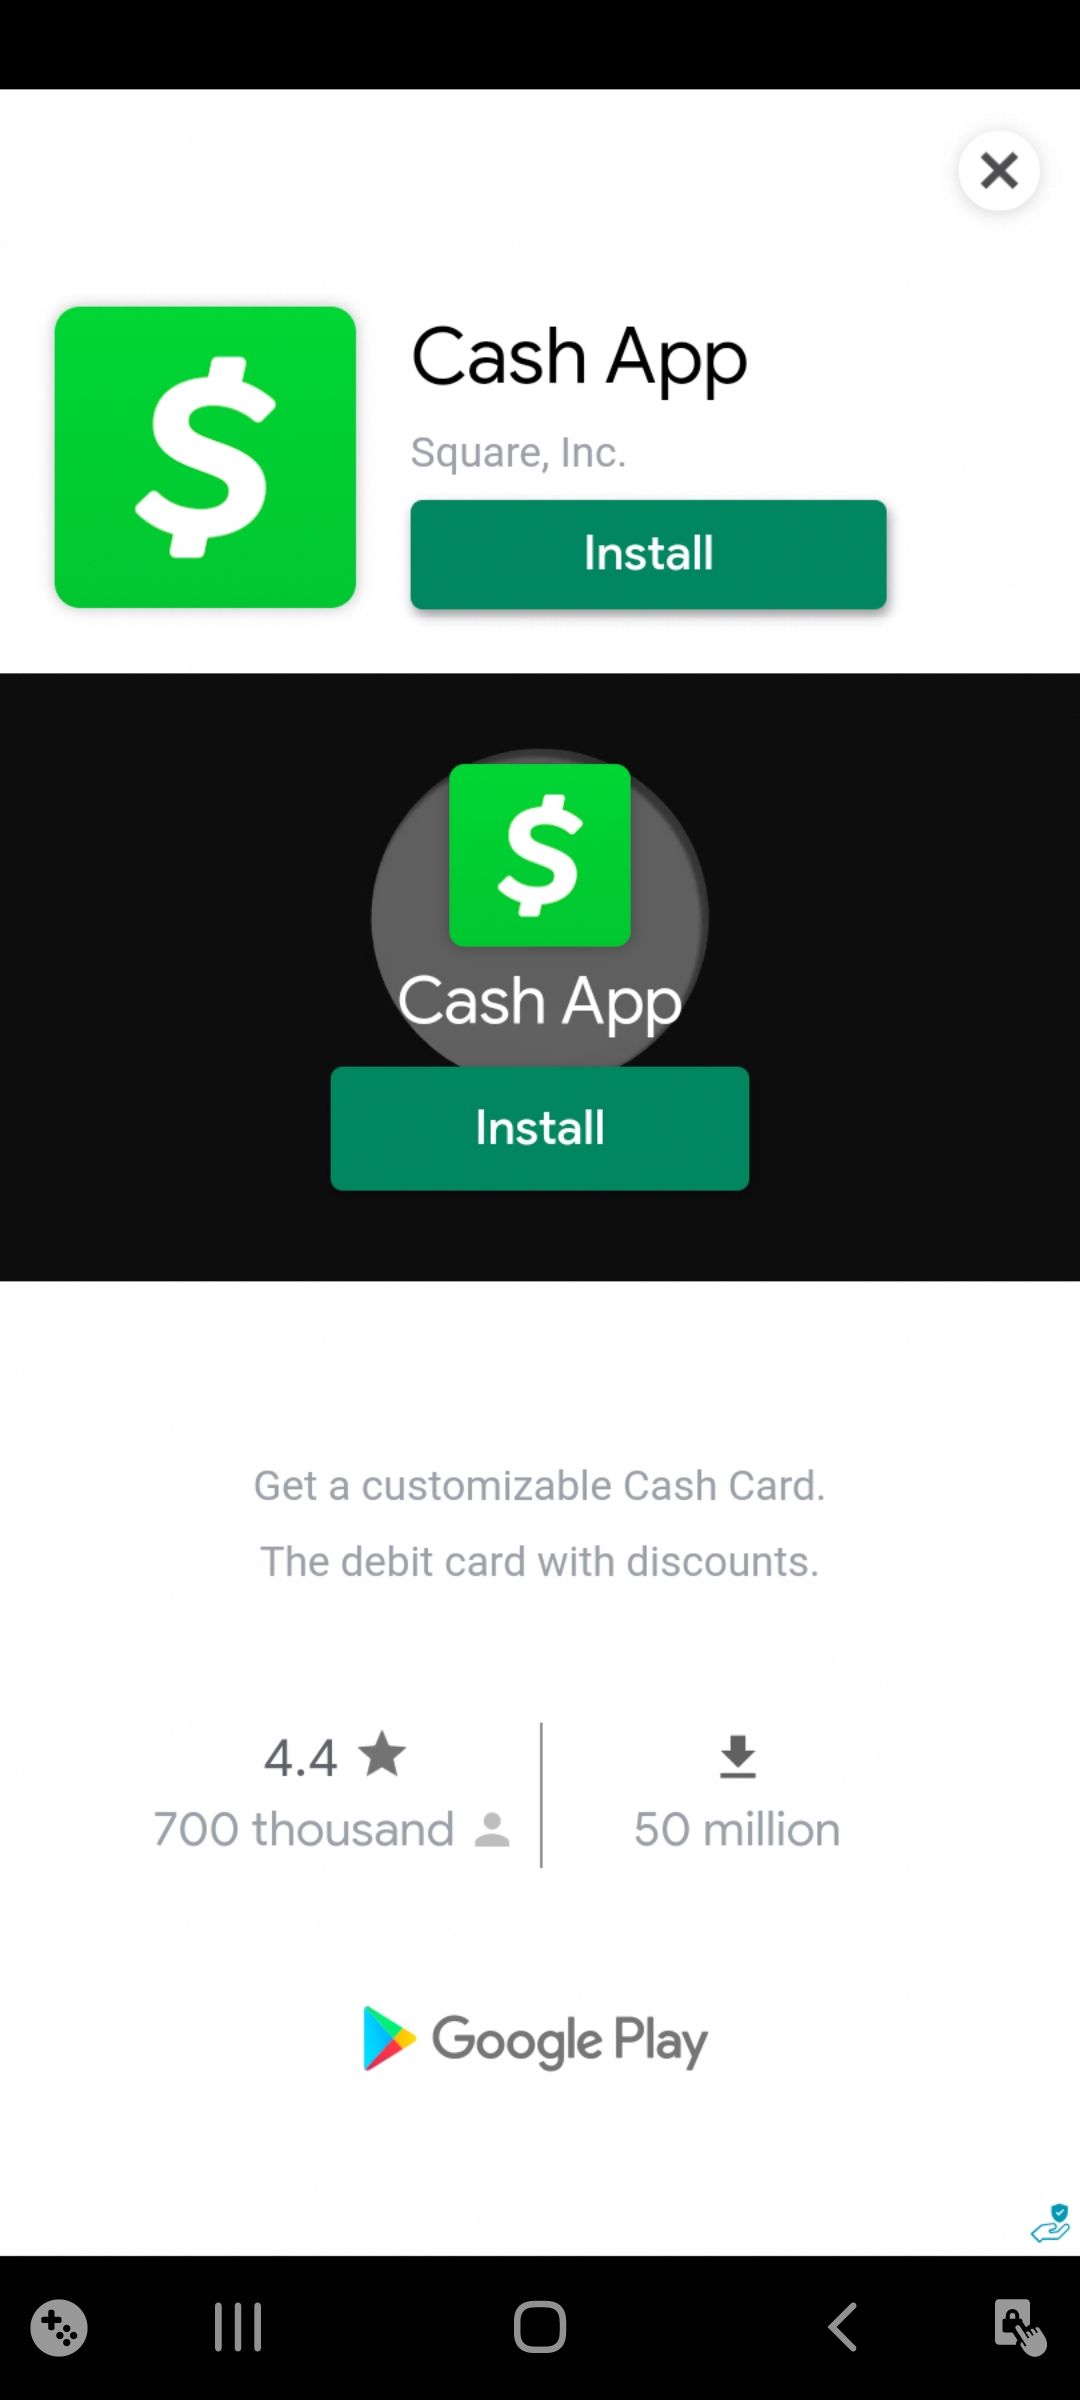 Cash App
Square, Inc.
Install
Cash App
Install
Get a customizable Cash Card.
The debit card with discounts.
4.4
700 thousand
50 million
Google Play